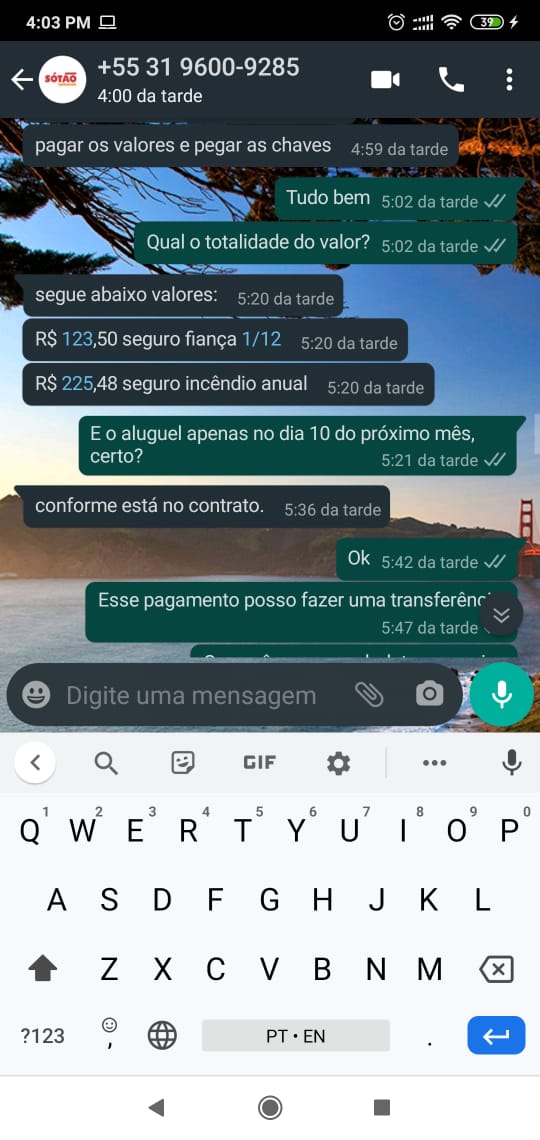 4:03 PM
39
SÓTÃO
+55 31 9600-9285
4:00 da tarde
pagar os valores e pegar as chaves 4:59 da tarde
Tudo bem 5:02 da tarde
Qual o totalidade do valor? 5:02 da tarde
segue abaixo valores: 5:20 da tarde
R$ 123,50 seguro fiança 1/12 5:20 da tarde
R$ 225,48 seguro incêndio anual 5:20 da tarde
E o aluguel apenas no dia 10 do próximo mês,
certo? 5:21 da tarde
conforme está no contrato. 5:36 da tarde
Ok 5:42 da tarde
Esse pagamento posso fazer uma
5:47 da tarde
Digite uma mensagem
GIF
1 2 3 4 5 6 7 8 9 0
Q W E R T Y U I O P
A S D F G H J K L
Z X C V B N M
?123 , PT • EN .